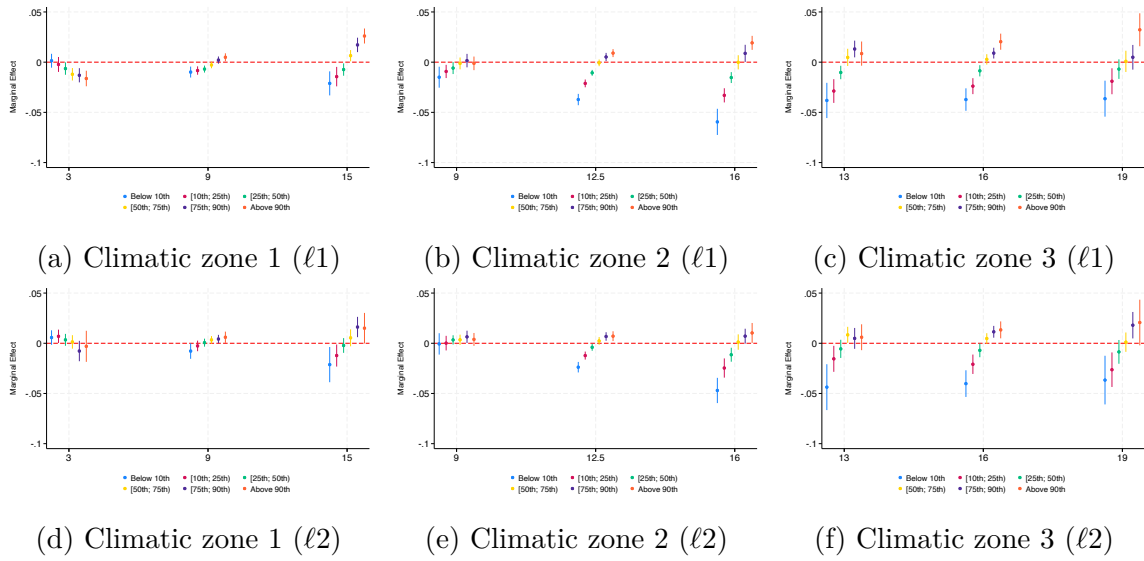 .05
0
-.05
-.1
Marginal Effect
3
9
15
Below 10th
[10th; 25th)
[25th; 50th)
[50th; 75th)
[75th; 90th)
Above 90th
(a) Climatic zone 1 (ℓ1)
.05
0
-.05
-.1
Marginal Effect
9
12.5
16
Below 10th
[10th; 25th)
[25th; 50th)
[50th; 75th)
[75th; 90th)
Above 90th
(b) Climatic zone 2 (ℓ1)
.05
0
-.05
-.1
Marginal Effect
13
16
19
Below 10th
[10th; 25th)
[25th; 50th)
[50th; 75th)
[75th; 90th)
Above 90th
(c) Climatic zone 3 (ℓ1)
.05
0
-.05
-.1
Marginal Effect
3
9
15
Below 10th
[10th; 25th)
[25th; 50th)
[50th; 75th)
[75th; 90th)
Above 90th
(d) Climatic zone 1 (ℓ2)
.05
0
-.05
-.1
Marginal Effect
9
12.5
16
Below 10th
[10th; 25th)
[25th; 50th)
[50th; 75th)
[75th; 90th)
Above 90th
(e) Climatic zone 2 (ℓ2)
.05
0
-.05
-.1
Marginal Effect
13
16
19
Below 10th
[10th; 25th)
[25th; 50th)
[50th; 75th)
[75th; 90th)
Above 90th
(f) Climatic zone 3 (ℓ2)